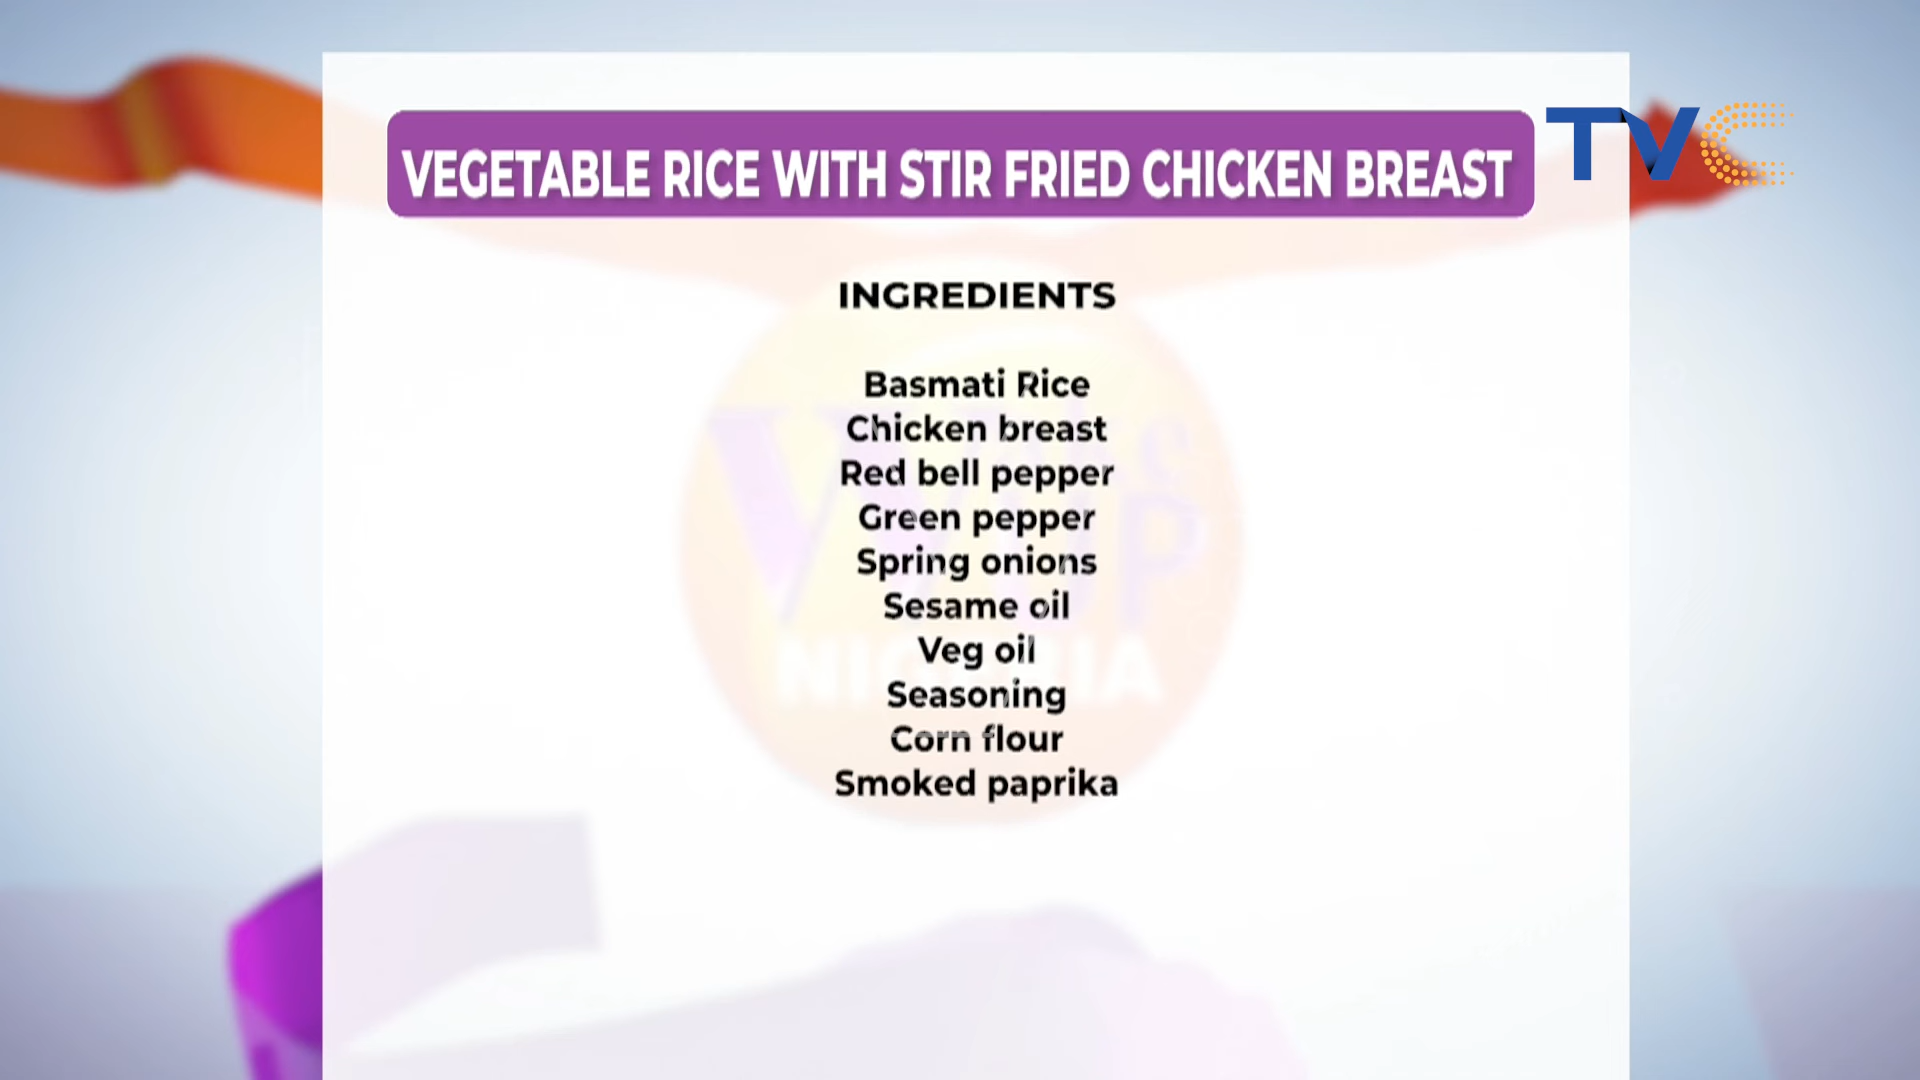 VEGETABLE RICE WITH STIR FRIED CHICKEN BREAST
TVC
INGREDIENTS
Basmati Rice
Chicken breast
Red bell pepper
Green pepper
Spring onions
Sesame oil
Veg oil
Seasoning
Corn flour
Smoked paprika